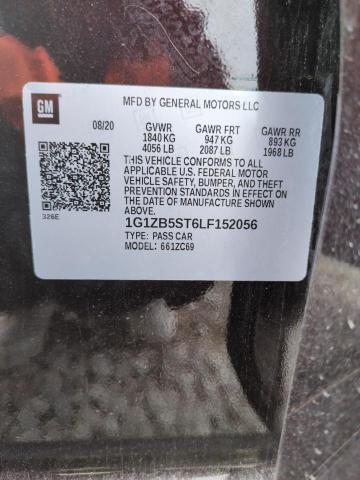 GM
MFD BY GENERAL MOTORS LLC
08/20 GVWR GAWR FRT GAWR RR
1840 KG 947 KG 893 KG
4056 LB 2087 LB 1968 LB
THIS VEHICLE CONFORMS TO ALL
APPLICABLE U.S. FEDERAL MOTOR
VEHICLE SAFETY, BUMPER, AND THEFT
PREVENTION STANDARDS IN EFFECT ON
THE DATE OF MANUFACTURE SHOWN
ABOVE.
326E
1G1ZB5ST6LF152056
TYPE: PASS CAR
MODEL: 661ZC69